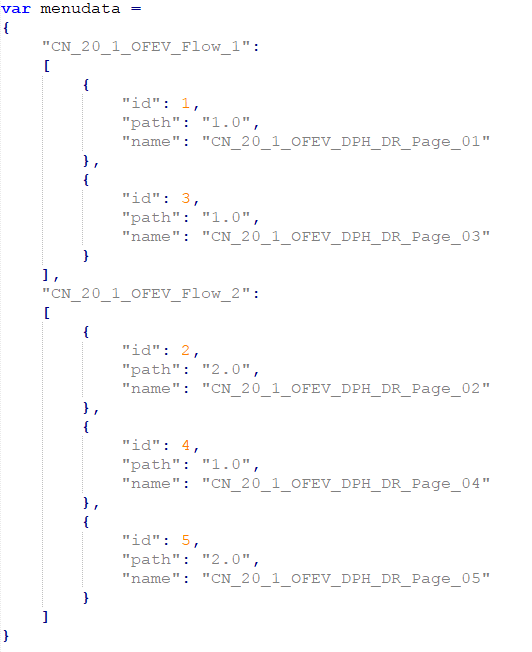 var menudata =
{
    "CN_20_1_OFEV_Flow_1":
    [
        {
            "id": 1,
            "path": "1.0",
            "name": "CN_20_1_OFEV_DPH_DR_Page_01"
        },
        {
            "id": 3,
            "path": "1.0",
            "name": "CN_20_1_OFEV_DPH_DR_Page_03"
        }
    ],
    "CN_20_1_OFEV_Flow_2":
    [
        {
            "id": 2,
            "path": "2.0",
            "name": "CN_20_1_OFEV_DPH_DR_Page_02"
        },
        {
            "id": 4,
            "path": "1.0",
            "name": "CN_20_1_OFEV_DPH_DR_Page_04"
        },
        {
            "id": 5,
            "path": "2.0",
            "name": "CN_20_1_OFEV_DPH_DR_Page_05"
        }
    ]
}